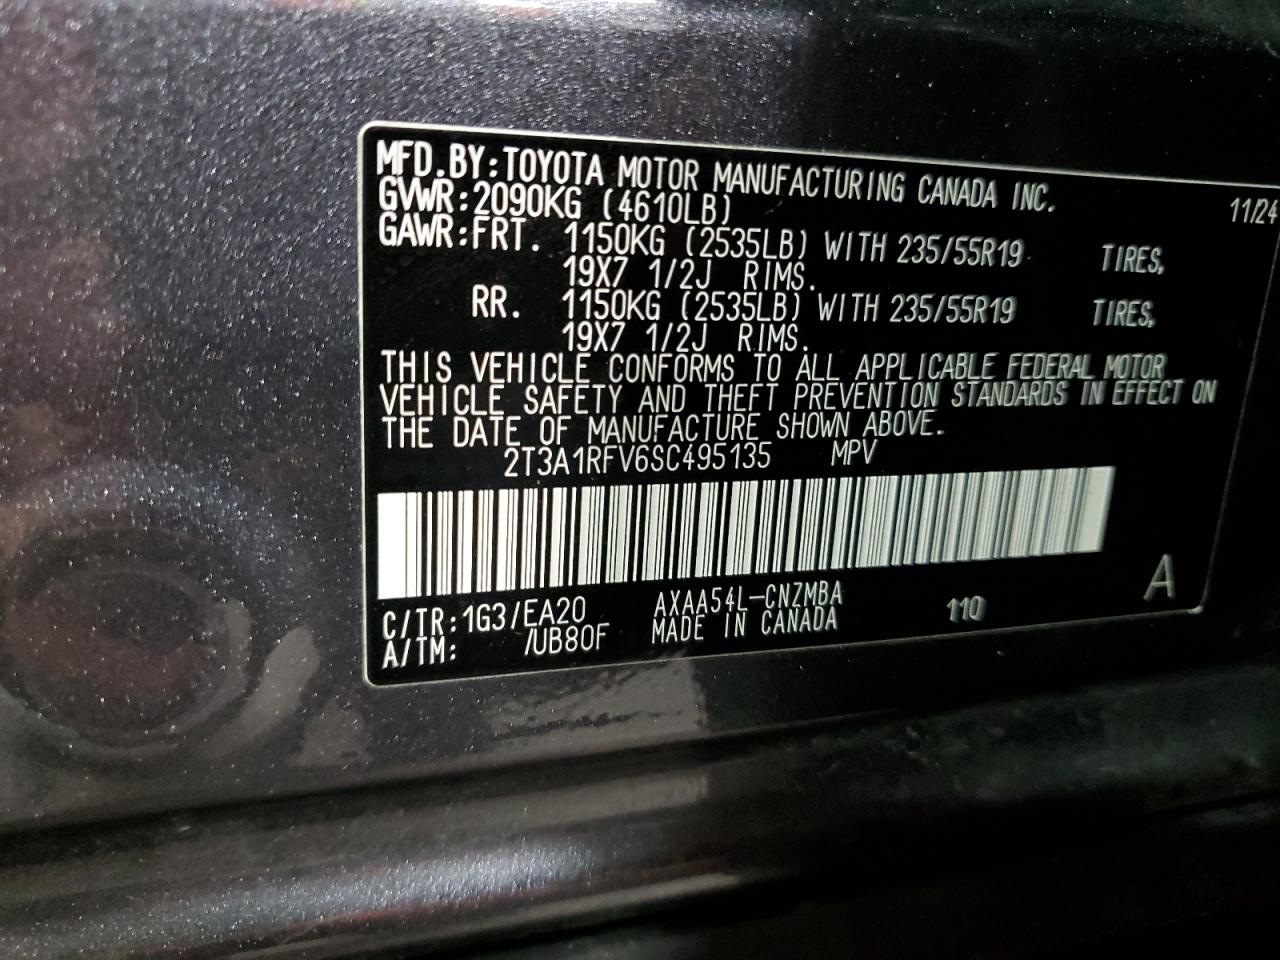 MFD.BY:TOYOTA MOTOR MANUFACTURING CANADA INC. 11/24
GVWR:2090KG (4610LB)
GAWR:FRT. 1150KG (2535LB) WITH 235/55R19 TIRES,
19X7 1/2J RIMS.
RR. 1150KG (2535LB) WITH 235/55R19 TIRES,
19X7 1/2J RIMS.
THIS VEHICLE CONFORMS TO ALL APPLICABLE FEDERAL MOTOR
VEHICLE SAFETY AND THEFT PREVENTION STANDARDS IN EFFECT ON
THE DATE OF MANUFACTURE SHOWN ABOVE.
2T3A1RFV6SC495135 MPV
C/TR:1G3/EA20 AXAA54L-CNZMBA 110 A
A/TM: /UB80F MADE IN CANADA